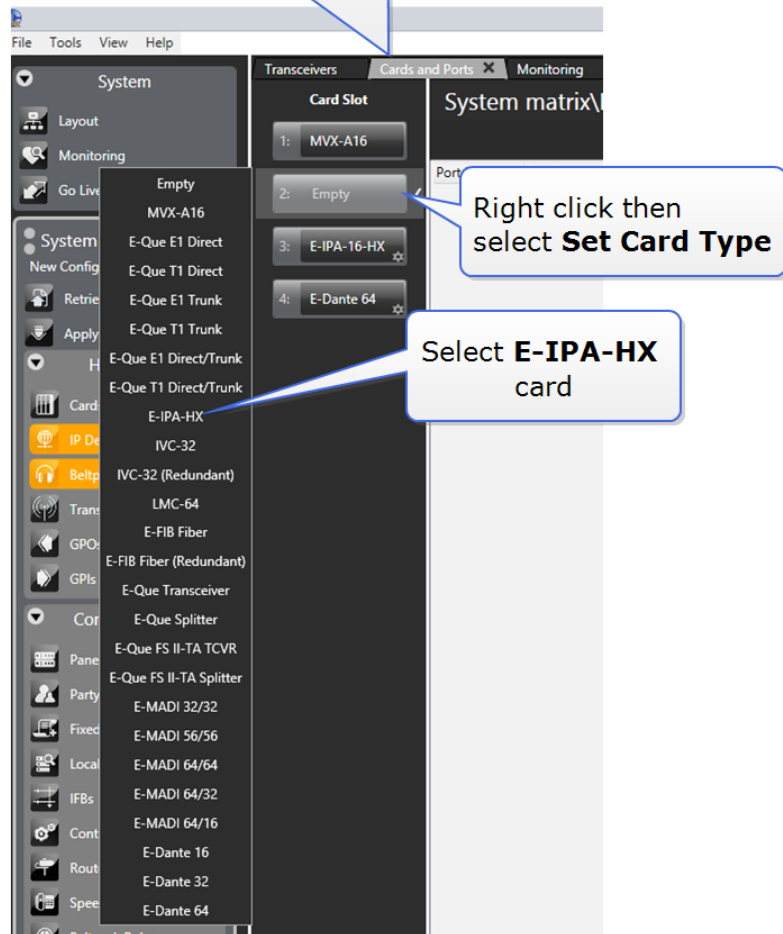 File Tools View Help
System
Layout
Monitoring
Go Live
System
New Config
Retrie
Apply
H
Card
IP De
Beltp
Trans
GPO
GPIs
Co
Pane
Party
Fixed
Local
IFBs
Cont
Rout
Spee
Empty
MVX-A16
E-Que E1 Direct
E-Que T1 Direct
E-Que E1 Trunk
E-Que T1 Trunk
E-Que E1 Direct/Trunk
E-Que T1 Direct/Trunk
E-IPA-HX
IVC-32
IVC-32 (Redundant)
LMC-64
E-FIB Fiber
E-FIB Fiber (Redundant)
E-Que Transceiver
E-Que Splitter
E-Que FS II-TA TCVR
E-Que FS II-TA Splitter
E-MADI 32/32
E-MADI 56/56
E-MADI 64/64
E-MADI 64/32
E-MADI 64/16
E-Dante 16
E-Dante 32
E-Dante 64
Transceivers Cards and Ports Monitoring
Card Slot
1: MVX-A16
2: Empty
3: E-IPA-16-HX
4: E-Dante 64
System matrix\
Port
Right click then
select Set Card Type
Select E-IPA-HX
card